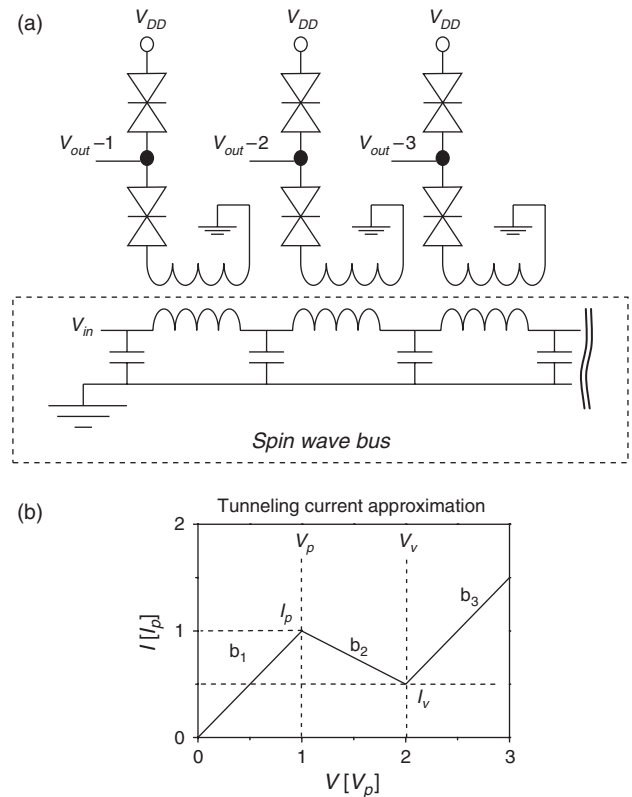 (a)
V_DD V_DD V_DD
V_out–1 V_out–2 V_out–3
V_in
Spin wave bus
(b)
Tunneling current approximation
V_p V_v
I_p
b_1 b_2 b_3
I_v
I [I_p]
2
1
0
0 1 2 3
V [V_p]